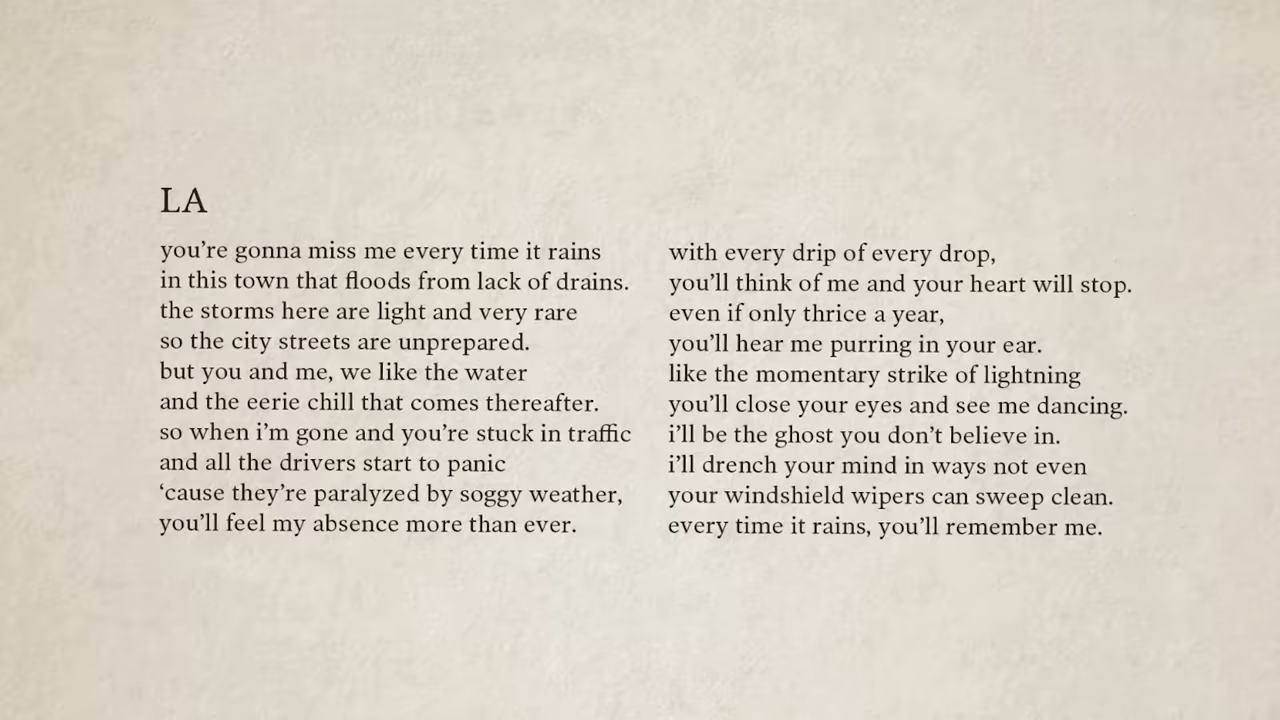 LA
you’re gonna miss me every time it rains
in this town that floods from lack of drains.
the storms here are light and very rare
so the city streets are unprepared.
but you and me, we like the water
and the eerie chill that comes thereafter.
so when i’m gone and you’re stuck in traffic
and all the drivers start to panic
‘cause they’re paralyzed by soggy weather,
you’ll feel my absence more than ever.
with every drip of every drop,
you’ll think of me and your heart will stop.
even if only thrice a year,
you’ll hear me purring in your ear.
like the momentary strike of lightning
you’ll close your eyes and see me dancing.
i’ll be the ghost you don’t believe in.
i’ll drench your mind in ways not even
your windshield wipers can sweep clean.
every time it rains, you’ll remember me.